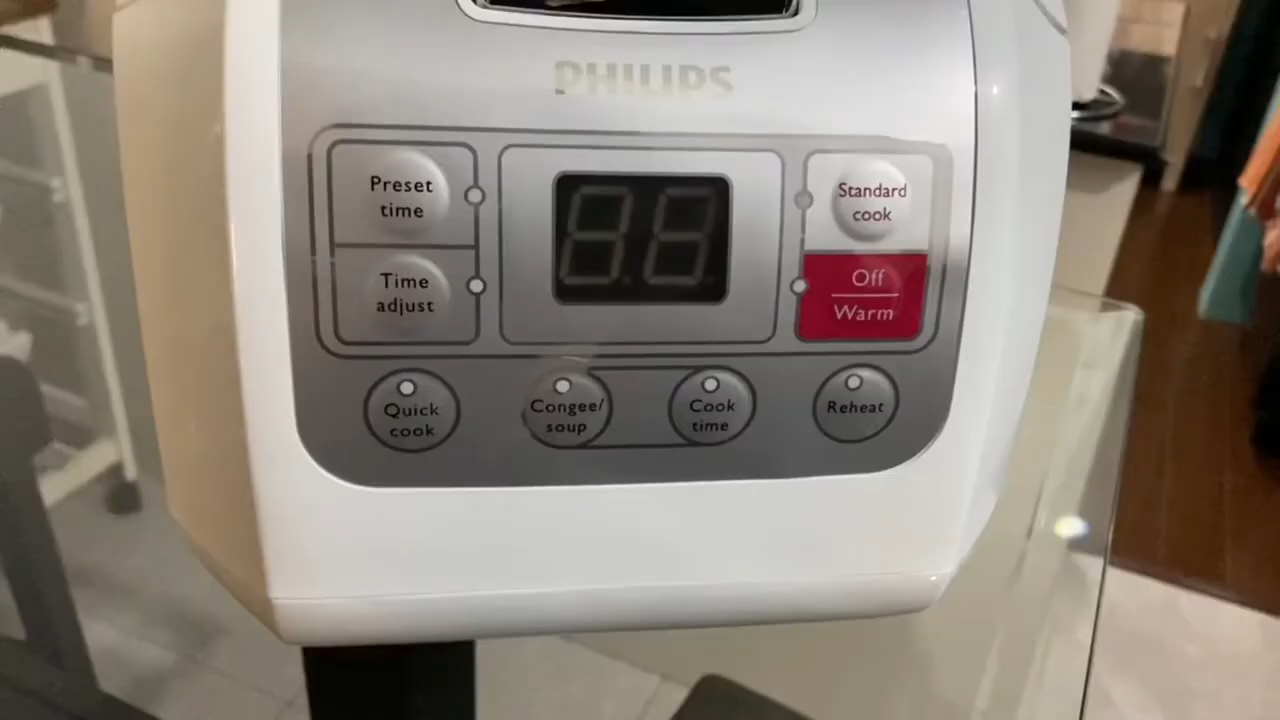 PHILIPS
Preset
time
Time
adjust
Standard
cook
Off
Warm
Quick
cook
Congee/
soup
Cook
time
Reheat